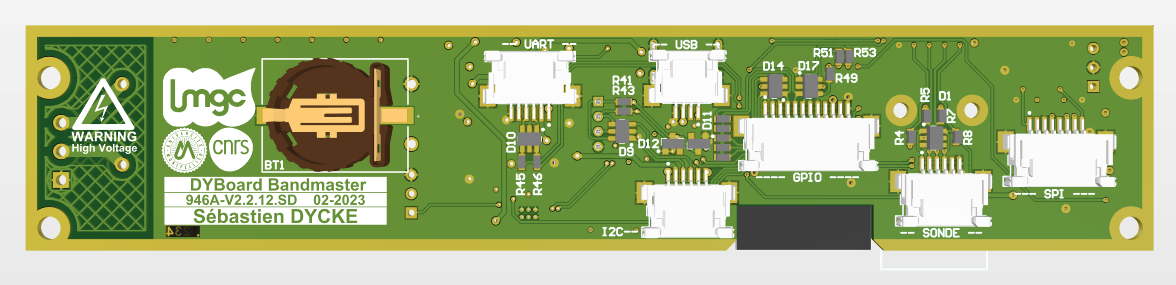 UART
USB
R51
R53
D14
D17
R49
R41
R43
D11
R5
D1
R7
R4
R8
D10
D9
D12
lmgc
cnrs
WARNING
High Voltage
BT1
R45
R46
GPIO
SPI
DYBoard Bandmaster
946A-V2.2.12.SD 02-2023
Sébastien DYCKE
I2C
SONDE